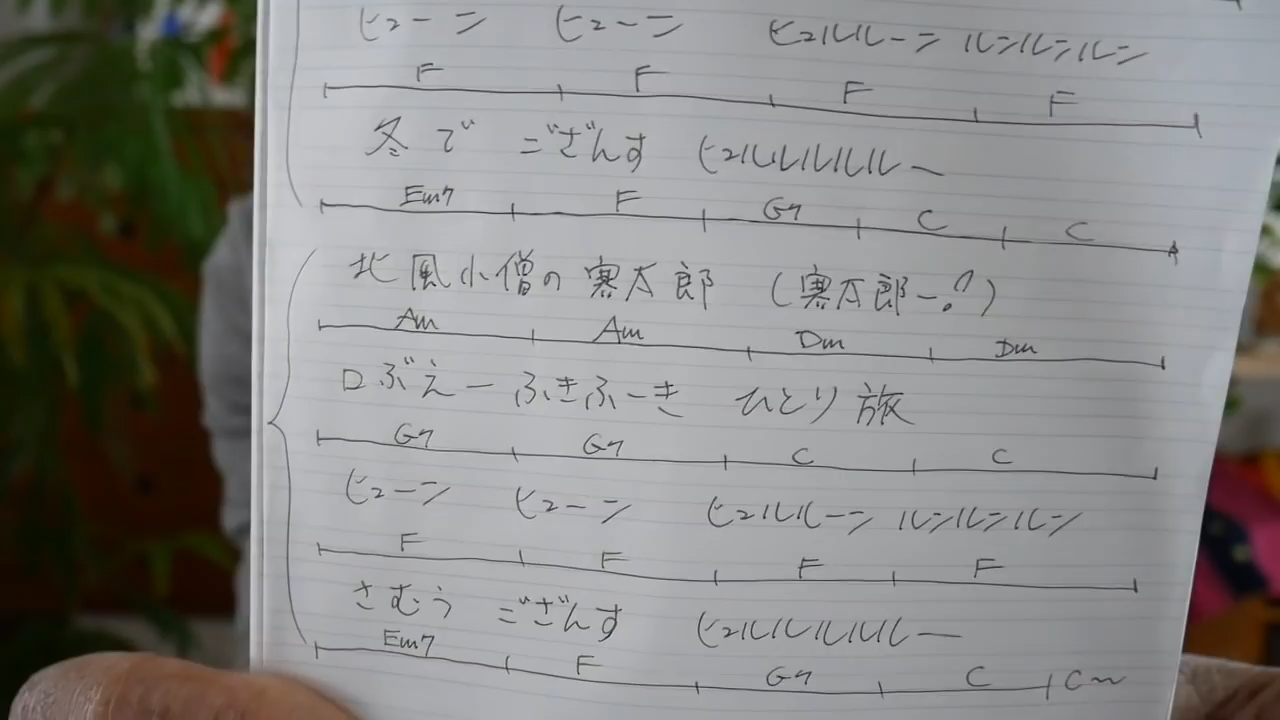 ヒューン ヒューン ヒュルルーン ルンルンルン
F F F F
冬で ござんす ヒュルルルルルー
Em7 F G7 C C
北風小僧の寒太郎 (寒太郎ー!)
Am Am Dm Dm
口ぶえーふきふーき ひとり旅
G7 G7 C C
ヒューン ヒューン ヒュルルーン ルンルンルン
F F F F
さむう ござんす ヒュルルルルルー
Em7 F G7 C C〜